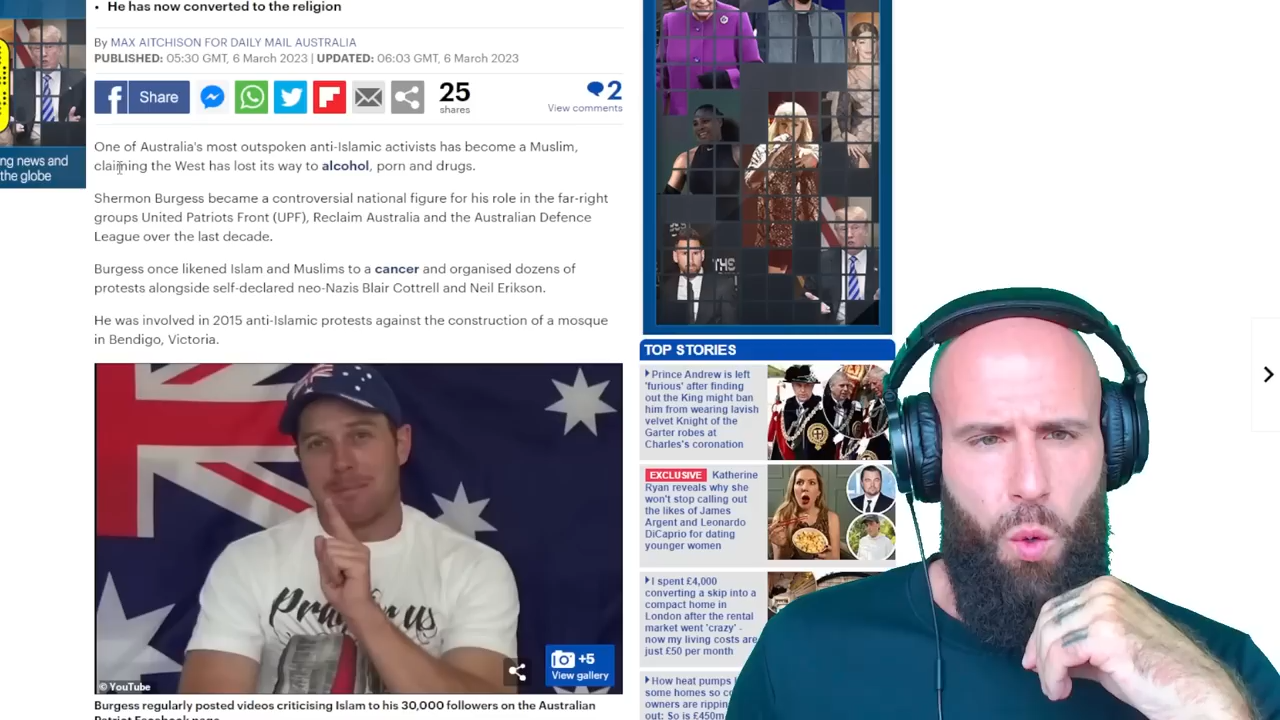 • He has now converted to the religion
By MAX AITCHISON FOR DAILY MAIL AUSTRALIA
PUBLISHED: 05:30 GMT, 6 March 2023 | UPDATED: 06:03 GMT, 6 March 2023
Share
25
shares
2
View comments
ng news and
the globe
One of Australia's most outspoken anti-Islamic activists has become a Muslim,
claiming the West has lost its way to alcohol, porn and drugs.
Shermon Burgess became a controversial national figure for his role in the far-right
groups United Patriots Front (UPF), Reclaim Australia and the Australian Defence
League over the last decade.
Burgess once likened Islam and Muslims to a cancer and organised dozens of
protests alongside self-declared neo-Nazis Blair Cottrell and Neil Erikson.
He was involved in 2015 anti-Islamic protests against the construction of a mosque
in Bendigo, Victoria.
Pray for us
+5
View gallery
© YouTube
Burgess regularly posted videos criticising Islam to his 30,000 followers on the Australian
Patriot Facebook page
THE
TOP STORIES
Prince Andrew is left
'furious' after finding
out the King might ban
him from wearing lavish
velvet Knight of the
Garter robes at
Charles's coronation
EXCLUSIVE Katherine
Ryan reveals why she
won't stop calling out
the likes of James
Argent and Leonardo
DiCaprio for dating
younger women
I spent £4,000
converting a skip into a
compact home in
London after the rental
market went 'crazy' -
now my living costs are
just £50 per month
How heat pumps
some homes so c
owners are rippin
out: So is £450m